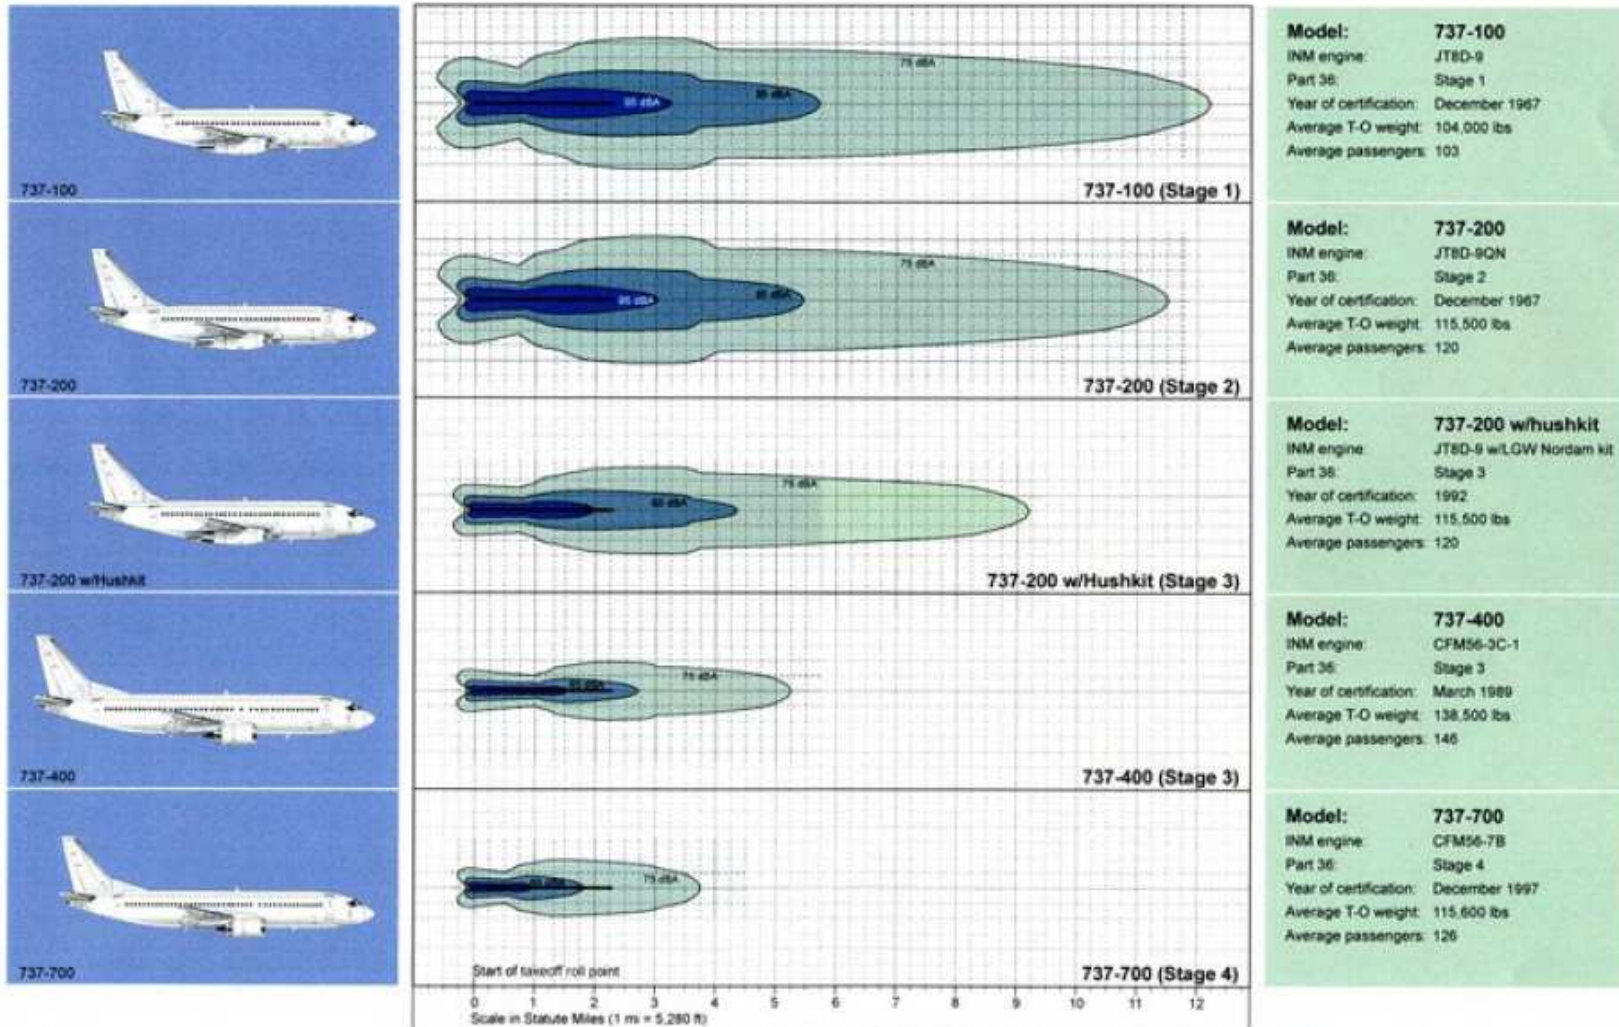 737-100
75 dBA
85 dBA
95 dBA
737-100 (Stage 1)
Model: 737-100
INM engine: JT8D-9
Part 36: Stage 1
Year of certification: December 1967
Average T-O weight: 104,000 lbs
Average passengers: 103
737-200
75 dBA
85 dBA
95 dBA
737-200 (Stage 2)
Model: 737-200
INM engine: JT8D-9QN
Part 36: Stage 2
Year of certification: December 1967
Average T-O weight: 115,500 lbs
Average passengers: 120
737-200 w/Hushkit
75 dBA
85 dBA
737-200 w/Hushkit (Stage 3)
Model: 737-200 w/hushkit
INM engine: JT8D-9 w/LGW Nordam kit
Part 36: Stage 3
Year of certification: 1992
Average T-O weight: 115,500 lbs
Average passengers: 120
737-400
75 dBA
737-400 (Stage 3)
Model: 737-400
INM engine: CFM56-3C-1
Part 36: Stage 3
Year of certification: March 1989
Average T-O weight: 138,500 lbs
Average passengers: 146
737-700
75 dBA
Start of takeoff roll point
737-700 (Stage 4)
Model: 737-700
INM engine: CFM56-7B
Part 36: Stage 4
Year of certification: December 1997
Average T-O weight: 115,600 lbs
Average passengers: 126
0 1 2 3 4 5 6 7 8 9 10 11 12
Scale in Statute Miles (1 mi = 5,280 ft)